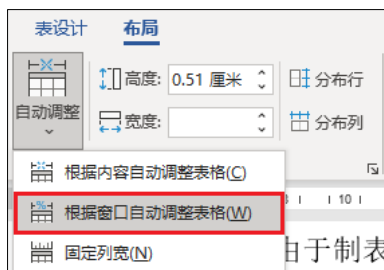 表设计 布局
高度: 0.51 厘米 分布行
自动调整
宽度: 分布列
根据内容自动调整表格(C)
10
根据窗口自动调整表格(W)
固定列宽(N)
由于制表